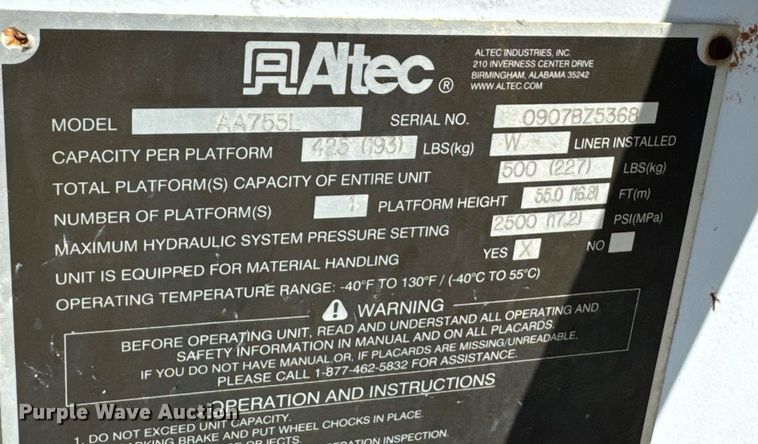 Altec ®
ALTEC INDUSTRIES, INC.
210 INVERNESS CENTER DRIVE
BIRMINGHAM, ALABAMA 35242
WWW.ALTEC.COM
MODEL AA755L SERIAL NO. 0907BZ5368
CAPACITY PER PLATFORM 425 (193) LBS(kg) W LINER INSTALLED
TOTAL PLATFORM(S) CAPACITY OF ENTIRE UNIT 500 (227) LBS(kg)
NUMBER OF PLATFORM(S) 1 PLATFORM HEIGHT 55.0 (16.8) FT(m)
MAXIMUM HYDRAULIC SYSTEM PRESSURE SETTING 2500 (17.2) PSI(MPa)
UNIT IS EQUIPPED FOR MATERIAL HANDLING YES X NO
OPERATING TEMPERATURE RANGE: -40°F TO 130°F / (-40°C TO 55°C)
WARNING
BEFORE OPERATING UNIT, READ AND UNDERSTAND ALL OPERATING AND
SAFETY INFORMATION IN MANUAL AND ON ALL PLACARDS.
IF YOU DO NOT HAVE MANUAL OR, IF PLACARDS ARE MISSING/UNREADABLE,
PLEASE CALL 1-877-462-5832 FOR ASSISTANCE.
OPERATION AND INSTRUCTIONS
1. DO NOT EXCEED UNIT CAPACITY.
PARKING BRAKE AND PUT WHEEL CHOCKS IN PLACE.
OPERATION INSPECTION.
Purple Wave Auction